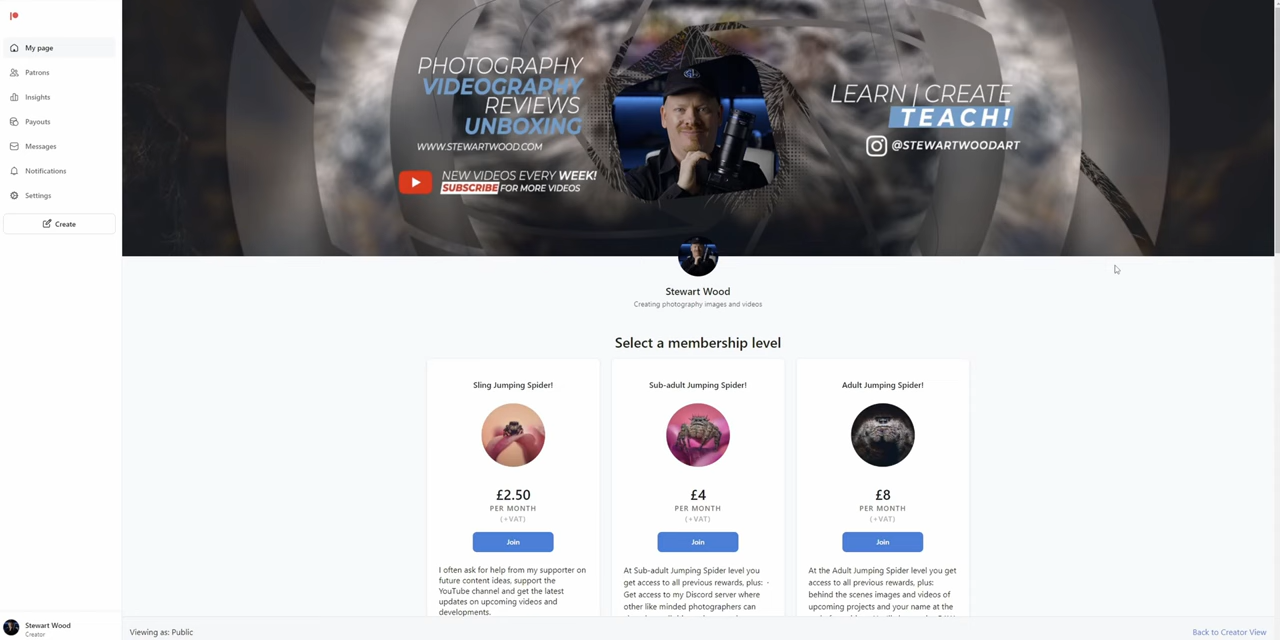 My page
Patrons
Insights
Payouts
Messages
Notifications
Settings
Create
PHOTOGRAPHY
VIDEOGRAPHY
REVIEWS
UNBOXING
WWW.STEWARTWOOD.COM
NEW VIDEOS EVERY WEEK!
SUBSCRIBE FOR MORE VIDEOS
LEARN | CREATE
TEACH!
@STEWARTWOODART
Stewart Wood
Creating photography images and videos
Select a membership level
Sling Jumping Spider!
£2.50
PER MONTH
(+VAT)
Join
I often ask for help from my supporter on
future content ideas, support the
YouTube channel and get the latest
updates on upcoming videos and
developments.
Sub-adult Jumping Spider!
£4
PER MONTH
(+VAT)
Join
At Sub-adult Jumping Spider level you
get access to all previous rewards, plus: -
Get access to my Discord server where
other like minded photographers can
Adult Jumping Spider!
£8
PER MONTH
(+VAT)
Join
At the Adult Jumping Spider level you get
access to all previous rewards, plus:
behind the scenes images and videos of
upcoming projects and your name at the
Stewart Wood
Creator
Viewing as: Public
Back to Creator View